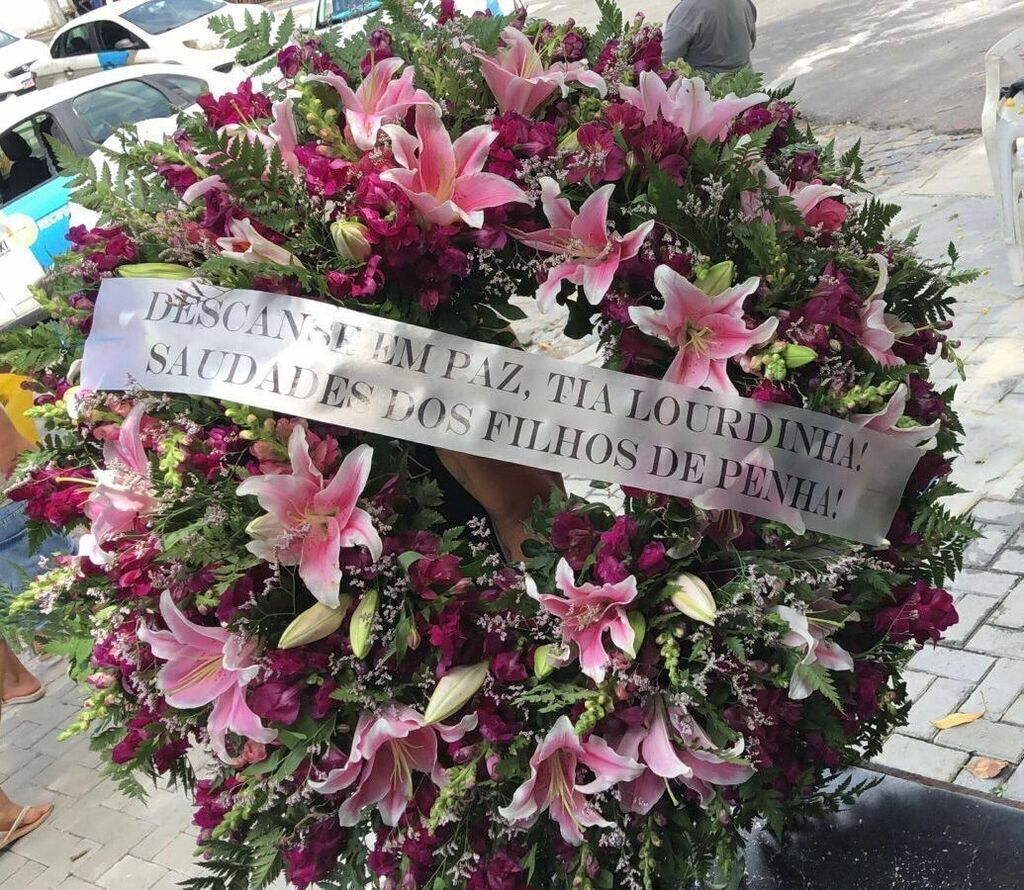 DESCANSE EM PAZ, TIA LOURDINHA!
SAUDADES DOS FILHOS DE PENHA!